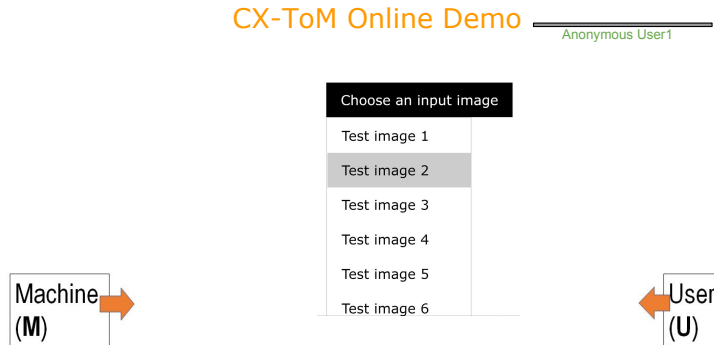 CX-ToM Online Demo
Anonymous User1
Choose an input image
Test image 1
Test image 2
Test image 3
Test image 4
Test image 5
Test image 6
Machine
(M)
User
(U)